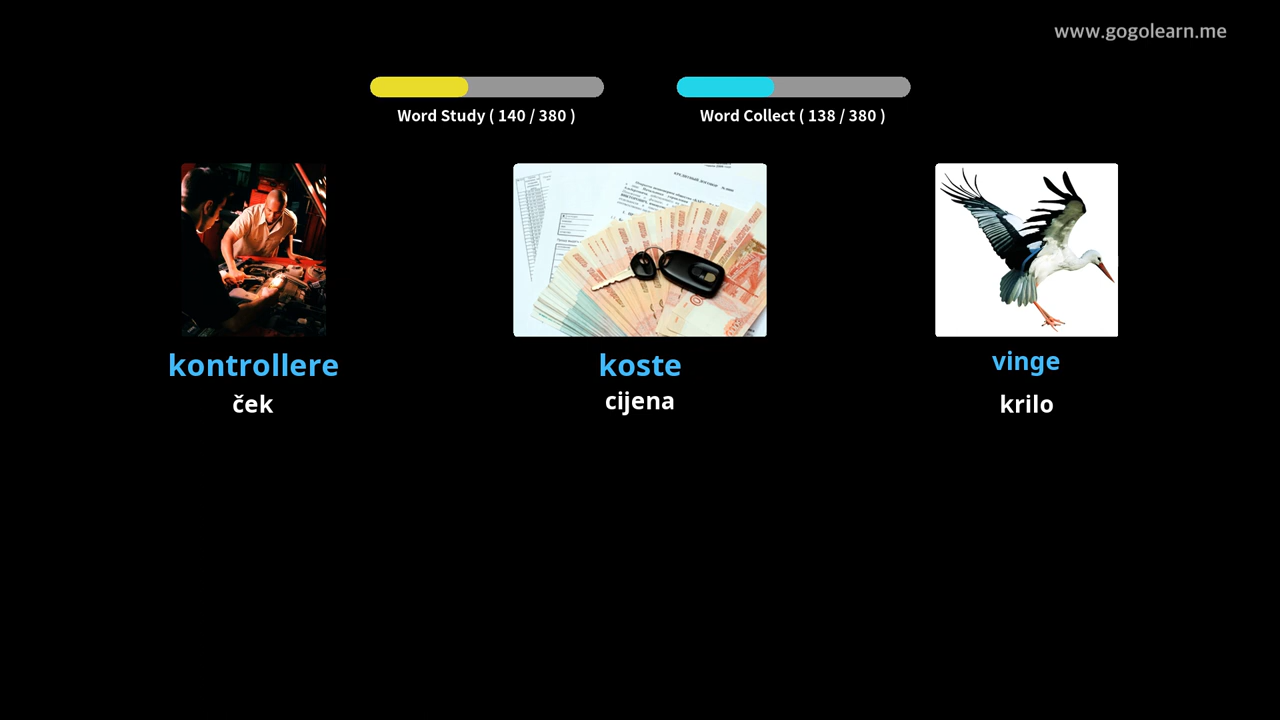 www.gogolearn.me
Word Study ( 140 / 380 )
Word Collect ( 138 / 380 )
kontrollere
koste
vinge
ček
cijena
krilo